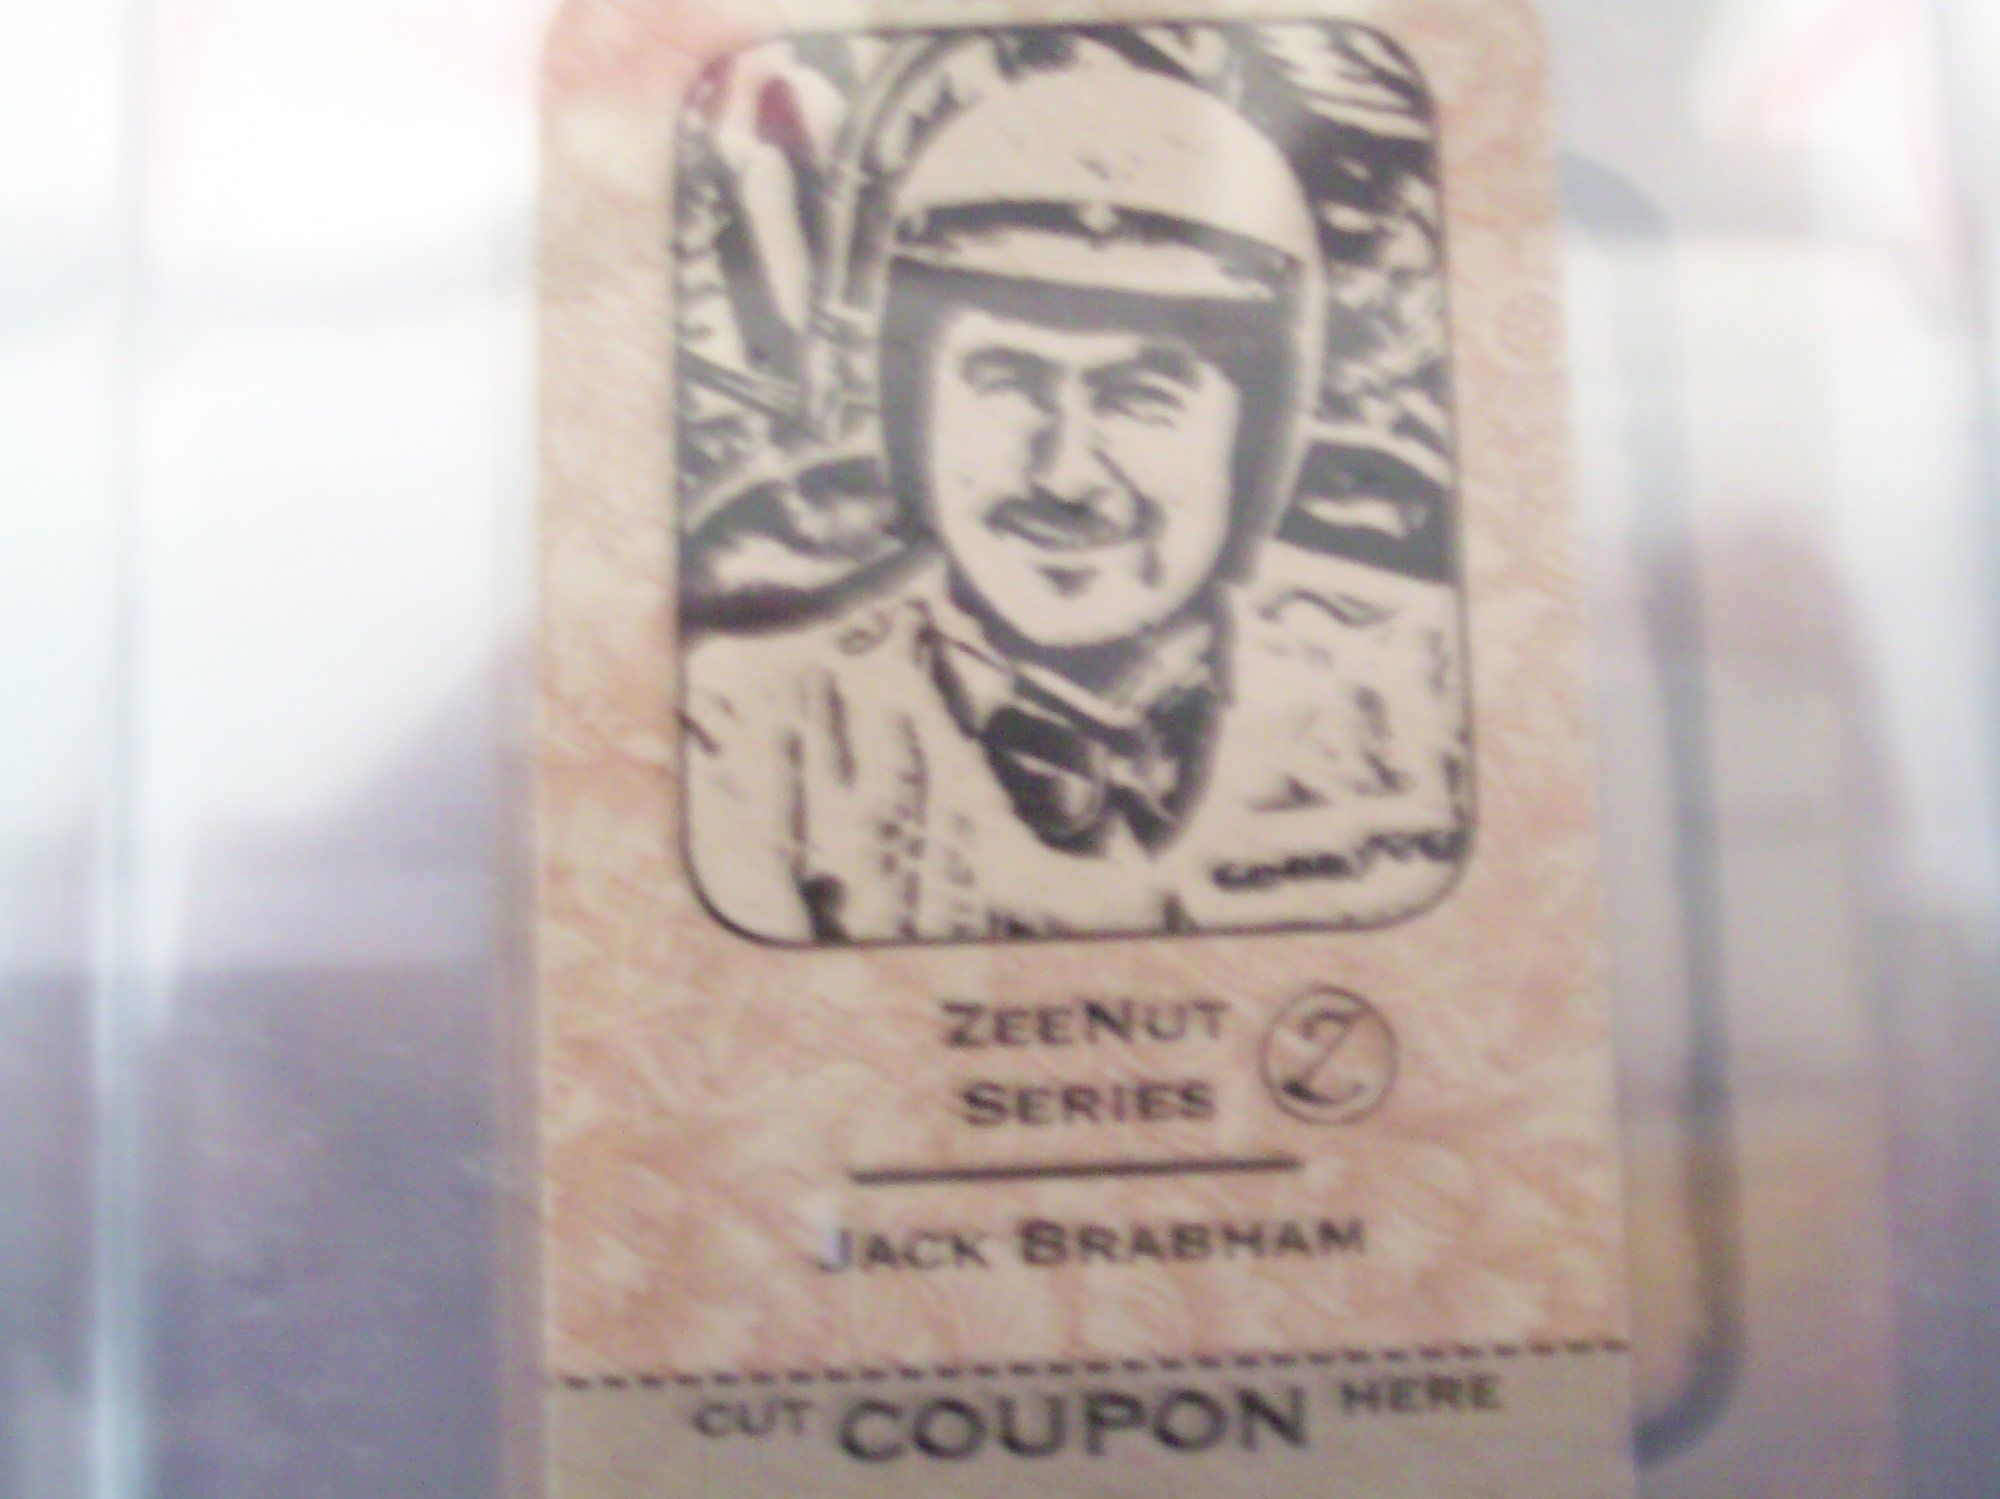 ZEENUT
SERIES
Z
JACK BRABHAM
CUT COUPON HERE